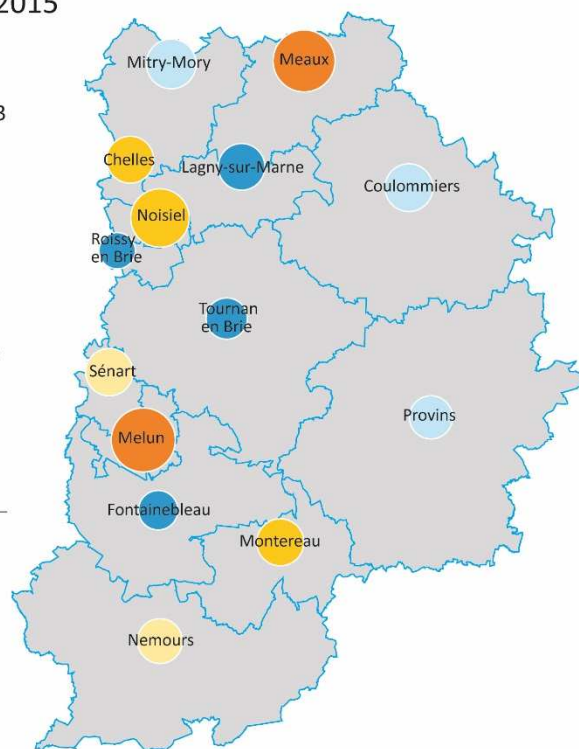 2015
3
Mitry-Mory
Meaux
Chelles
Lagny-sur-Marne
Coulommiers
Noisiel
Roissy
en Brie
Tournan
en Brie
Sénart
Provins
Melun
Fontainebleau
Montereau
Nemours